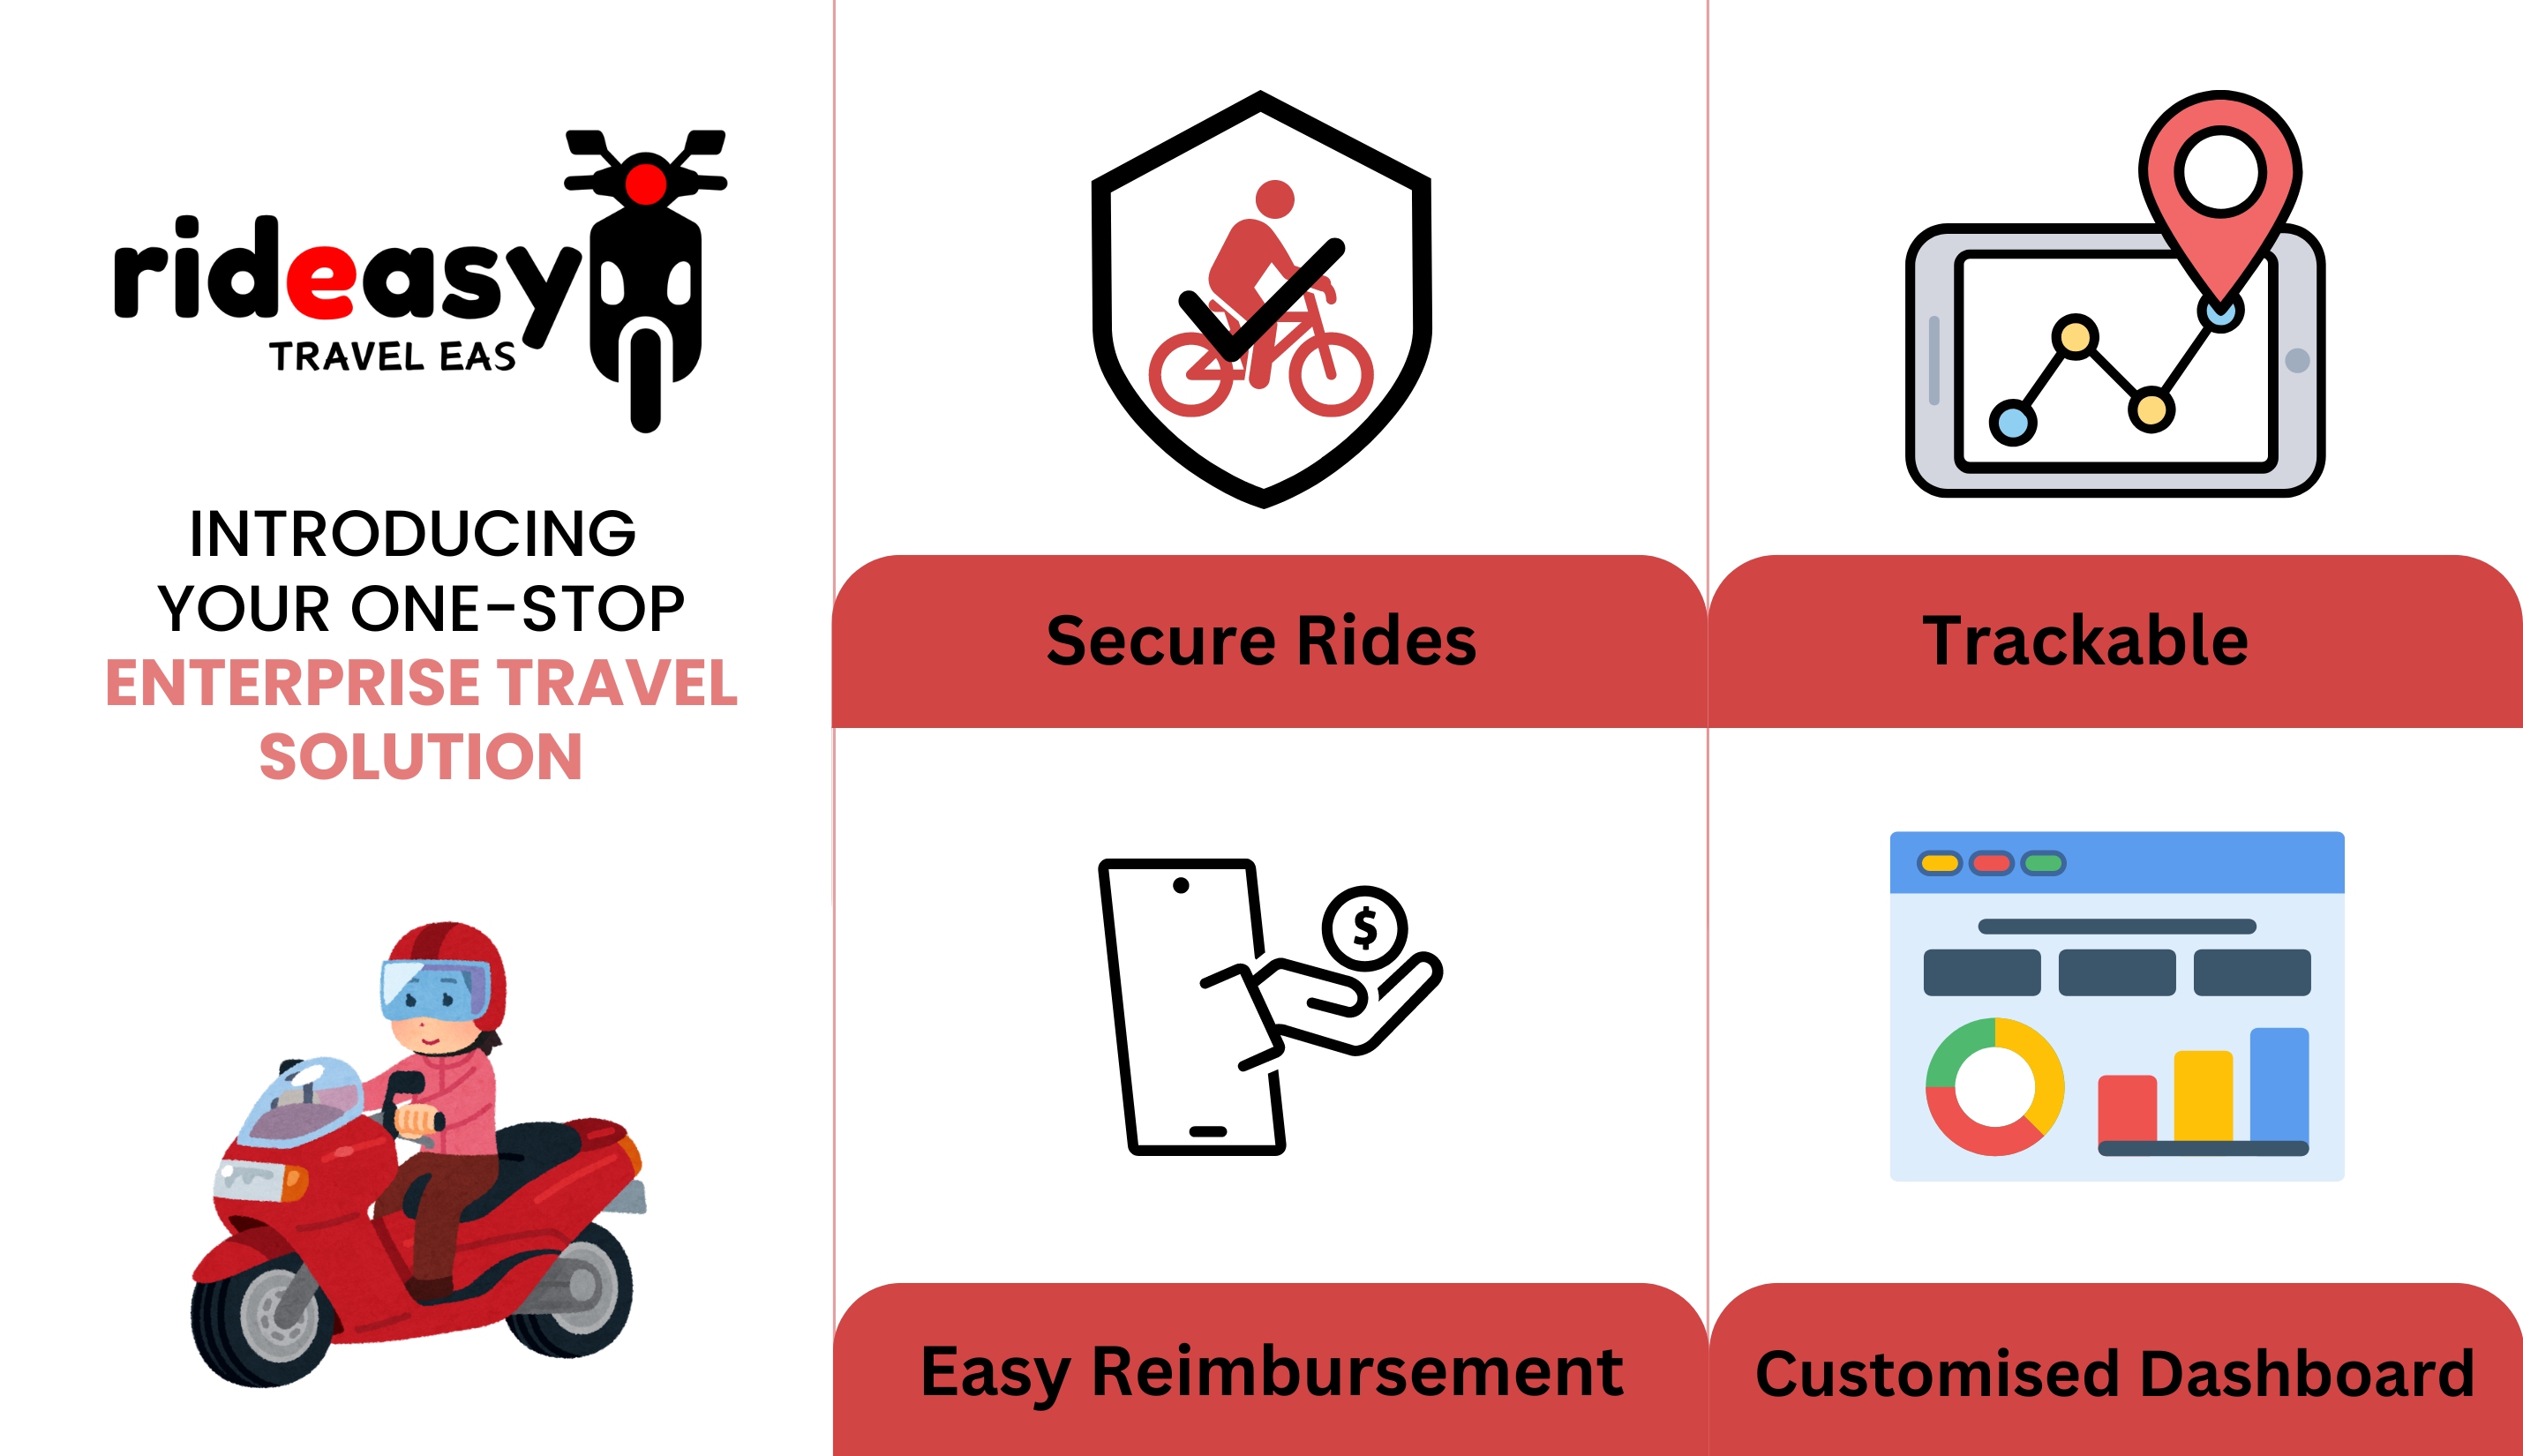 rideasy
TRAVEL EAS
INTRODUCING
YOUR ONE-STOP
ENTERPRISE TRAVEL
SOLUTION
Secure Rides
Trackable
$
Easy Reimbursement
Customised Dashboard